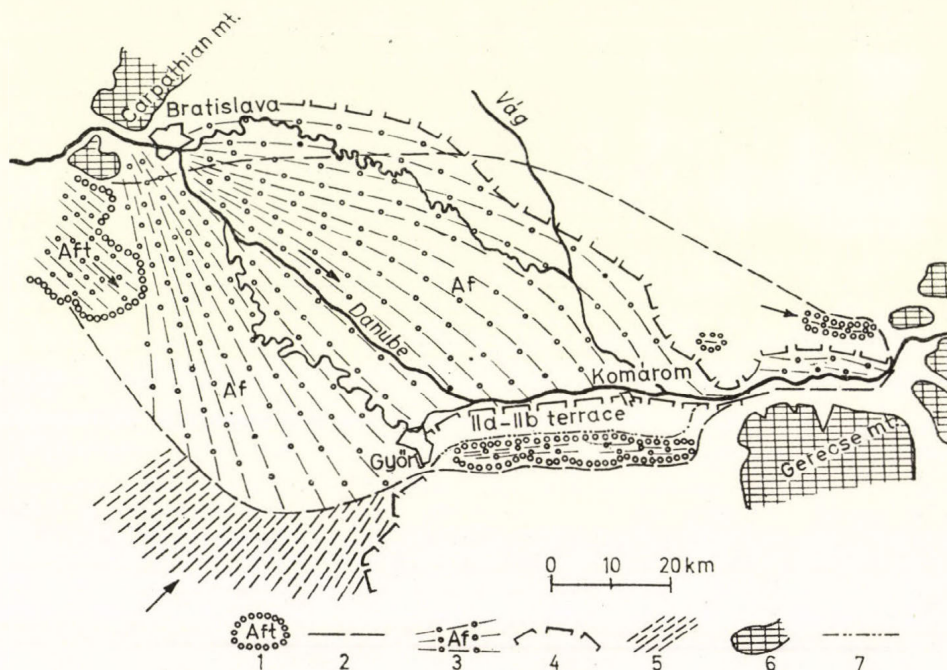 Carpathian mt.
Bratislava
Vág
Aft
Af
Danube
Af
Komárom
IIa-IIb terrace
Győr
Gerecse mt.
0 10 20 km
Aft Af
1 2 3 4 5 6 7